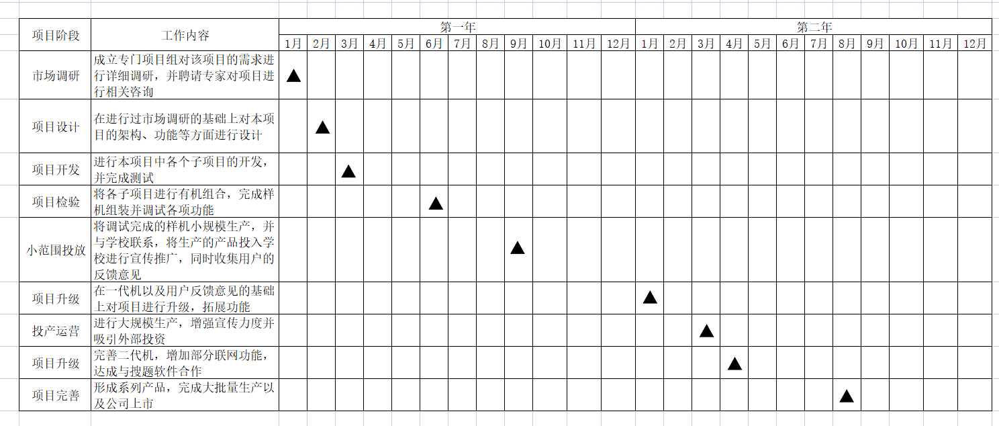 项目阶段 工作内容 第一年 第二年
1月 2月 3月 4月 5月 6月 7月 8月 9月 10月 11月 12月 1月 2月 3月 4月 5月 6月 7月 8月 9月 10月 11月 12月
市场调研
成立专门项目组对该项目的需求进
行详细调研，并聘请专家对项目进
行相关咨询
▲
项目设计
在进行过市场调研的基础上对本项
目的架构、功能等方面进行设计
▲
项目开发
进行本项目中各个子项目的开发，
并完成测试
▲
项目检验
将各子项目进行有机组合，完成样
机组装并调试各项功能
▲
小范围投放
将调试完成的样机小规模生产，并
与学校联系，将生产的产品投入学
校进行宣传推广，同时收集用户的
反馈意见
▲
项目升级
在一代机以及用户反馈意见的基础
上对项目进行升级，拓展功能
▲
投产运营
进行大规模生产，增强宣传力度并
吸引外部投资
▲
项目升级
完善二代机，增加部分联网功能，
达成与搜题软件合作
▲
项目完善
形成系列产品，完成大批量生产以
及公司上市
▲